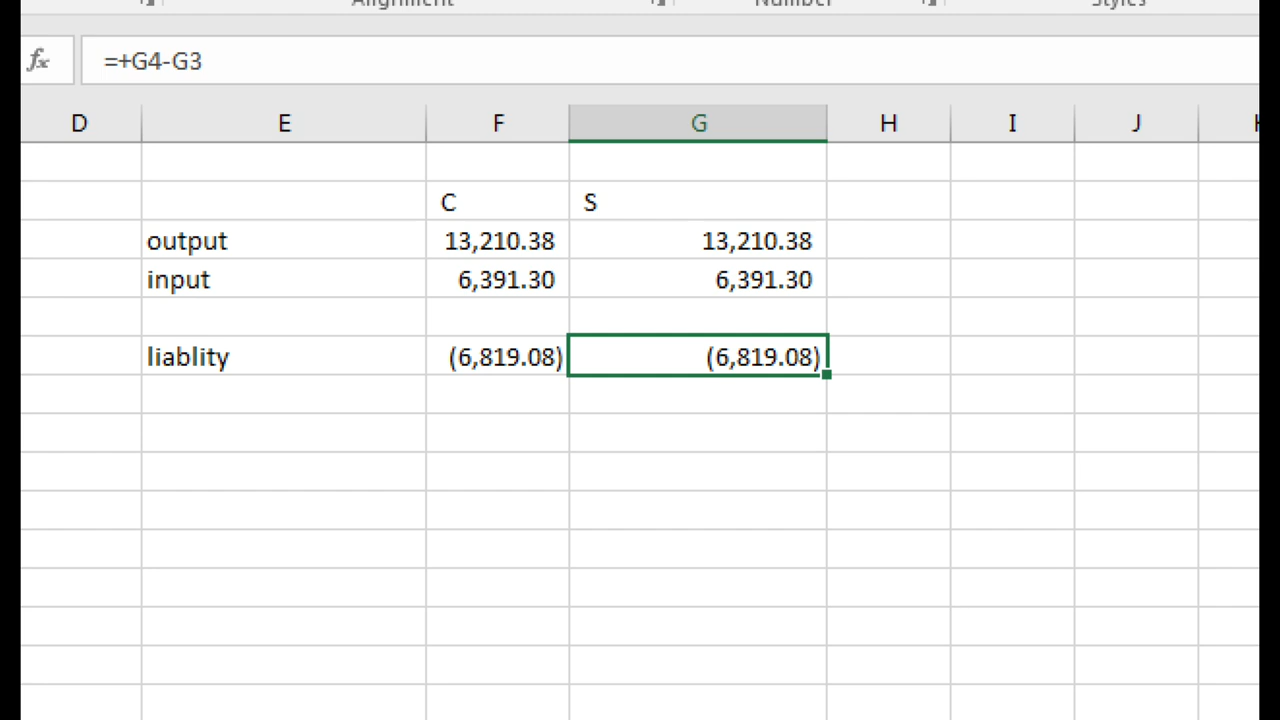 Alignment Number Styles
fx =+G4-G3
D E F G H I J
C S
output 13,210.38 13,210.38
input 6,391.30 6,391.30
liablity (6,819.08) (6,819.08)